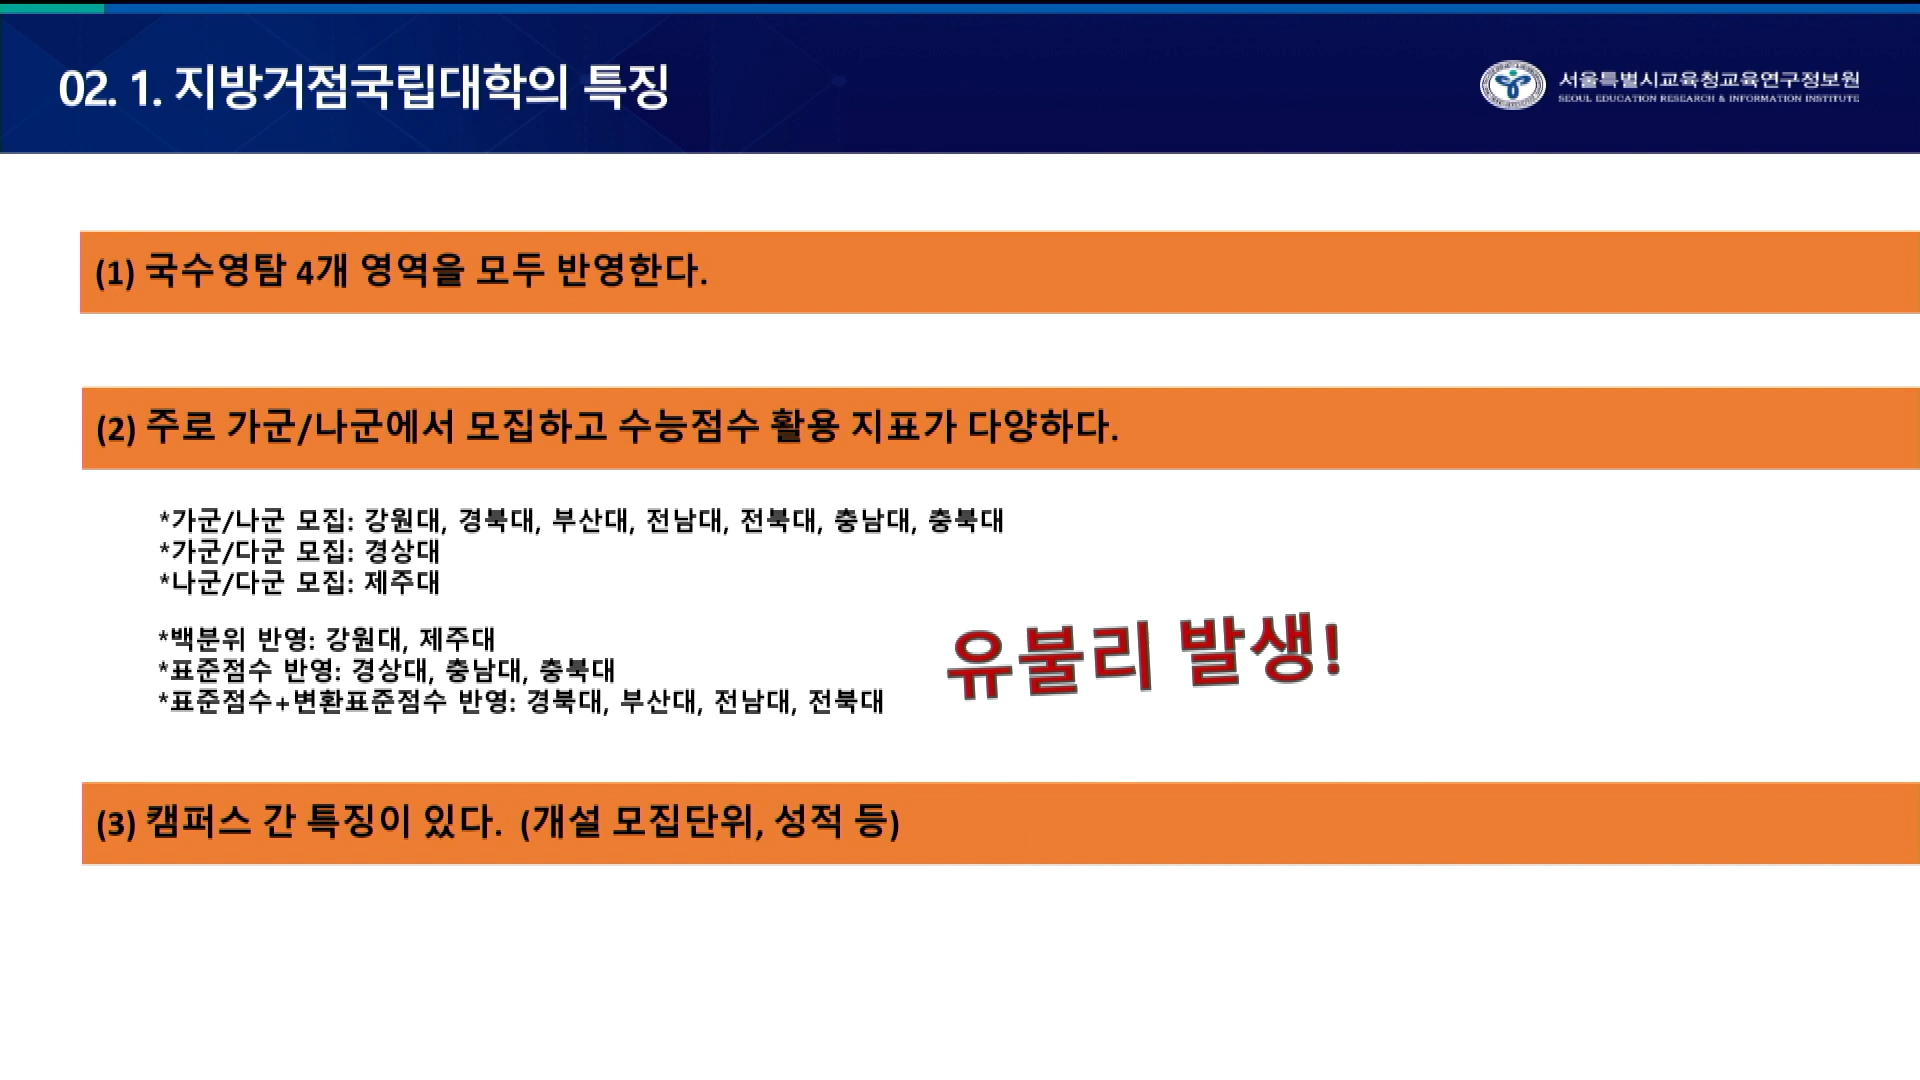 02. 1. 지방거점국립대학의 특징
서울특별시교육청교육연구정보원
SEOUL EDUCATION RESEARCH & INFORMATION INSTITUTE
(1) 국수영탐 4개 영역을 모두 반영한다.
(2) 주로 가군/나군에서 모집하고 수능점수 활용 지표가 다양하다.
*가군/나군 모집: 강원대, 경북대, 부산대, 전남대, 전북대, 충남대, 충북대
*가군/다군 모집: 경상대
*나군/다군 모집: 제주대
*백분위 반영: 강원대, 제주대
*표준점수 반영: 경상대, 충남대, 충북대
*표준점수+변환표준점수 반영: 경북대, 부산대, 전남대, 전북대
유불리 발생!
(3) 캠퍼스 간 특징이 있다. (개설 모집단위, 성적 등)